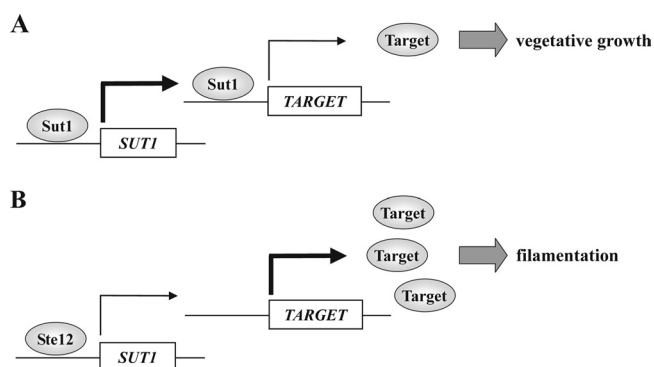 A
Target
vegetative growth
Sut1
TARGET
Sut1
SUT1
B
Target
Target
filamentation
Target
TARGET
Ste12
SUT1